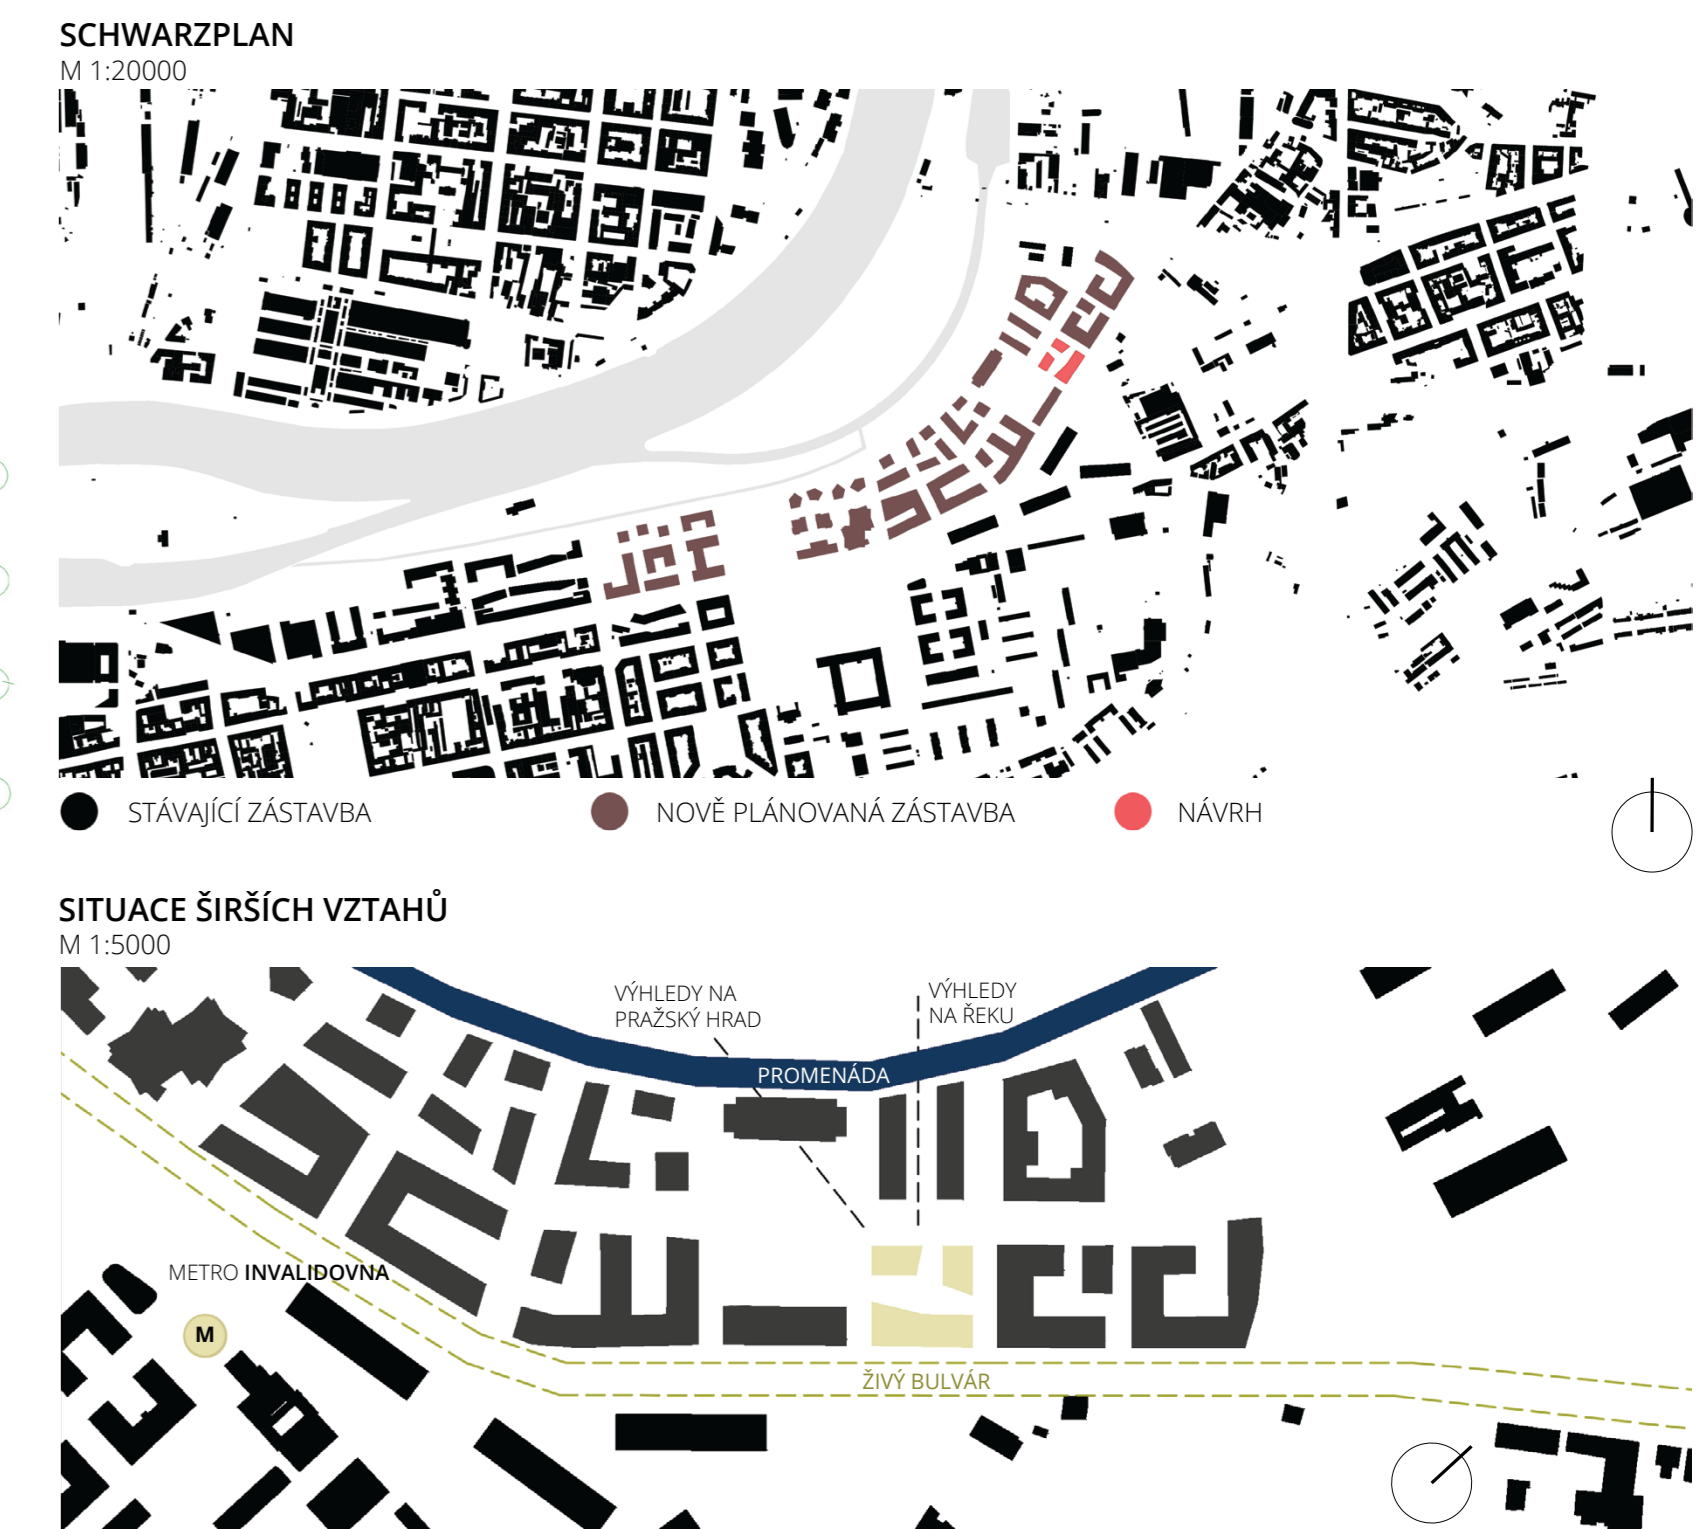 SCHWARZPLAN
M 1:20000
STÁVAJÍCÍ ZÁSTAVBA
NOVĚ PLÁNOVANÁ ZÁSTAVBA
NÁVRH
SITUACE ŠIRŠÍCH VZTAHŮ
M 1:5000
VÝHLEDY NA
PRAŽSKÝ HRAD
VÝHLEDY
NA ŘEKU
PROMENÁDA
METRO INVALIDOVNA
M
ŽIVÝ BULVÁR